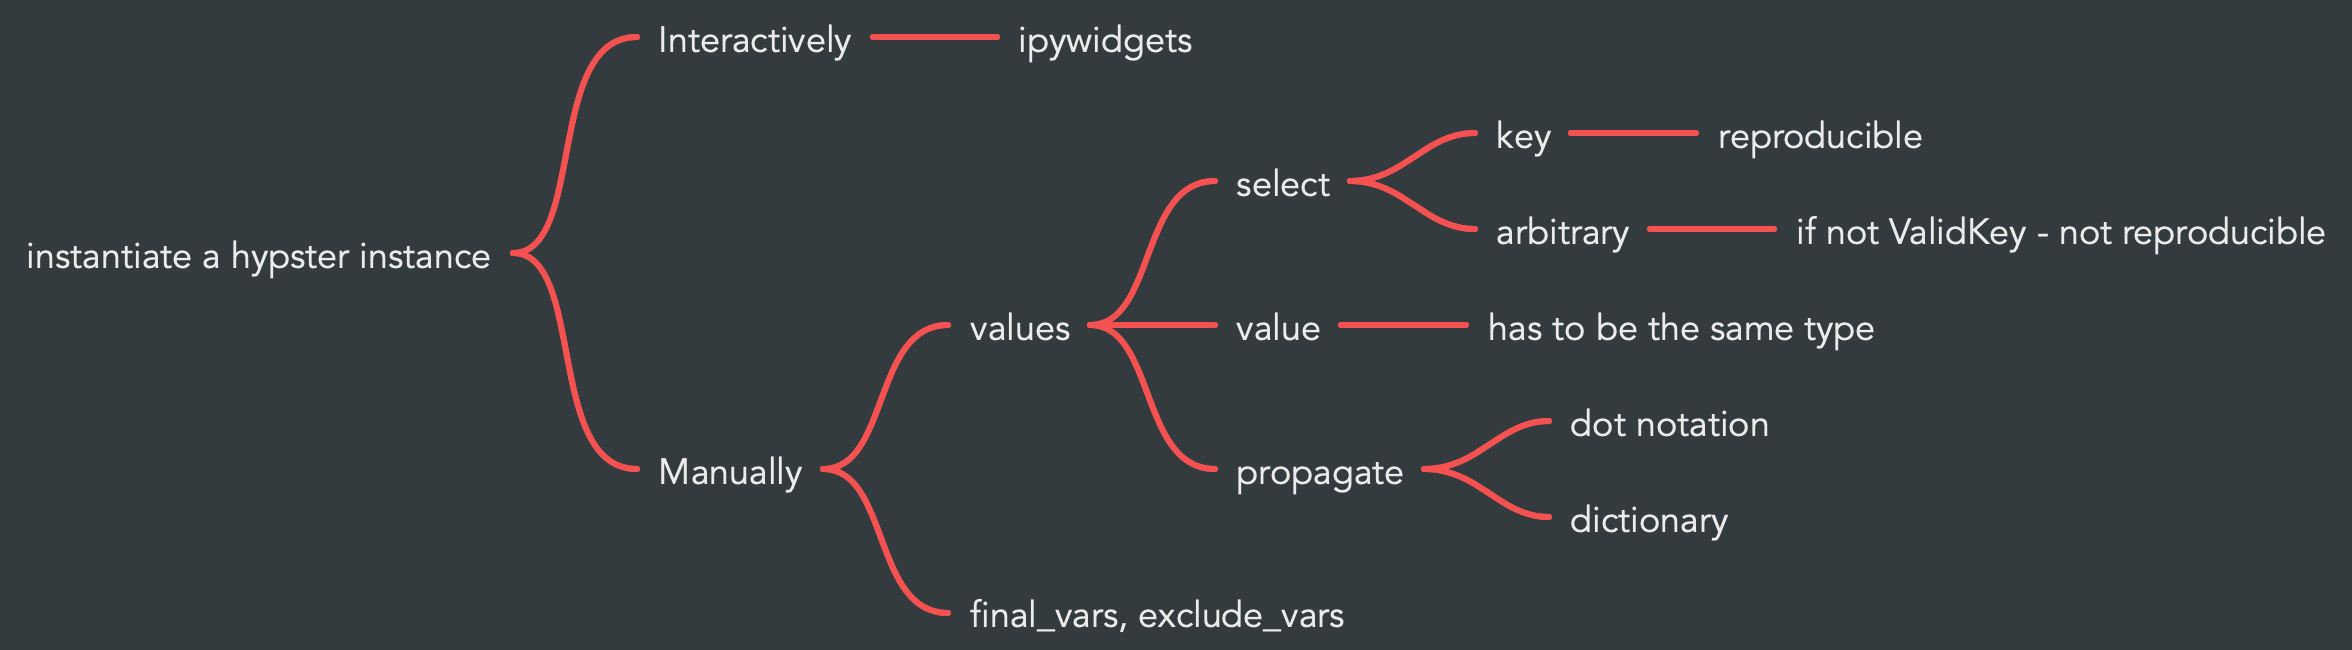 Interactively
ipywidgets
key
reproducible
select
arbitrary
if not ValidKey - not reproducible
instantiate a hypster instance
values
value
has to be the same type
dot notation
Manually
propagate
dictionary
final_vars, exclude_vars